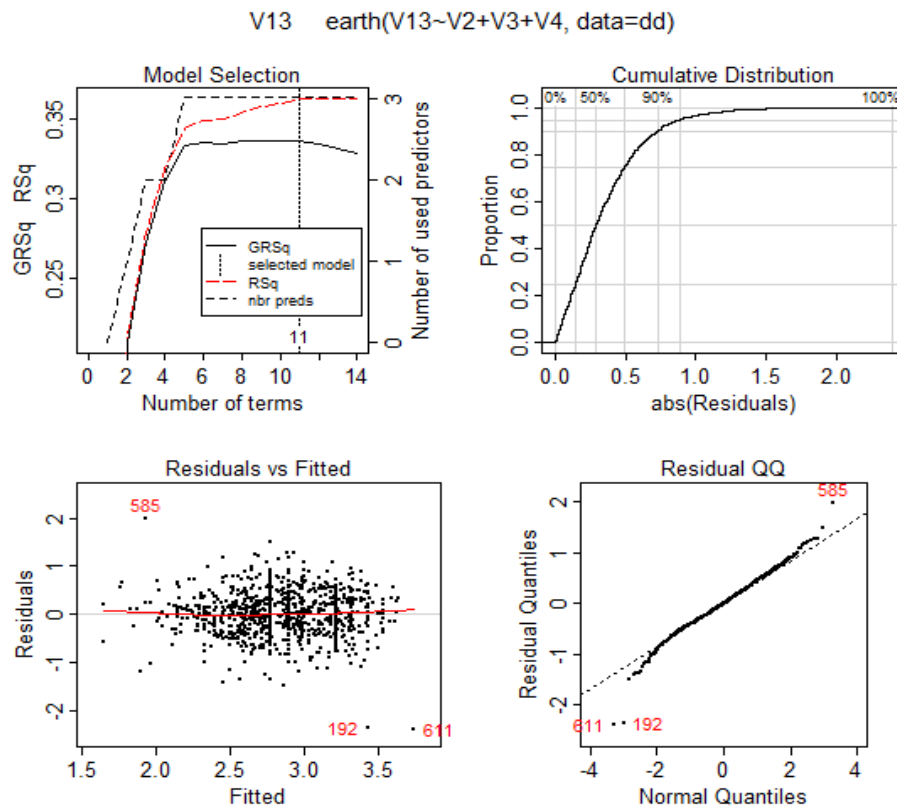 V13 earth(V13~V2+V3+V4, data=dd)
Model Selection
GRSq RSq
0.25 0.3 0.35
Number of used predictors
0 1 2 3
GRSq
selected model
RSq
nbr preds
11
0 2 4 6 8 10 14
Number of terms
Cumulative Distribution
0% 50% 90% 100%
Proportion
0.0 0.2 0.4 0.6 0.8 1.0
0.0 0.5 1.0 1.5 2.0
abs(Residuals)
Residuals vs Fitted
Residuals
-2 -1 0 1 2
585
192 611
1.5 2.0 2.5 3.0 3.5
Fitted
Residual QQ
Residual Quantiles
-2 -1 0 1 2
585
611 192
-4 -2 0 2 4
Normal Quantiles